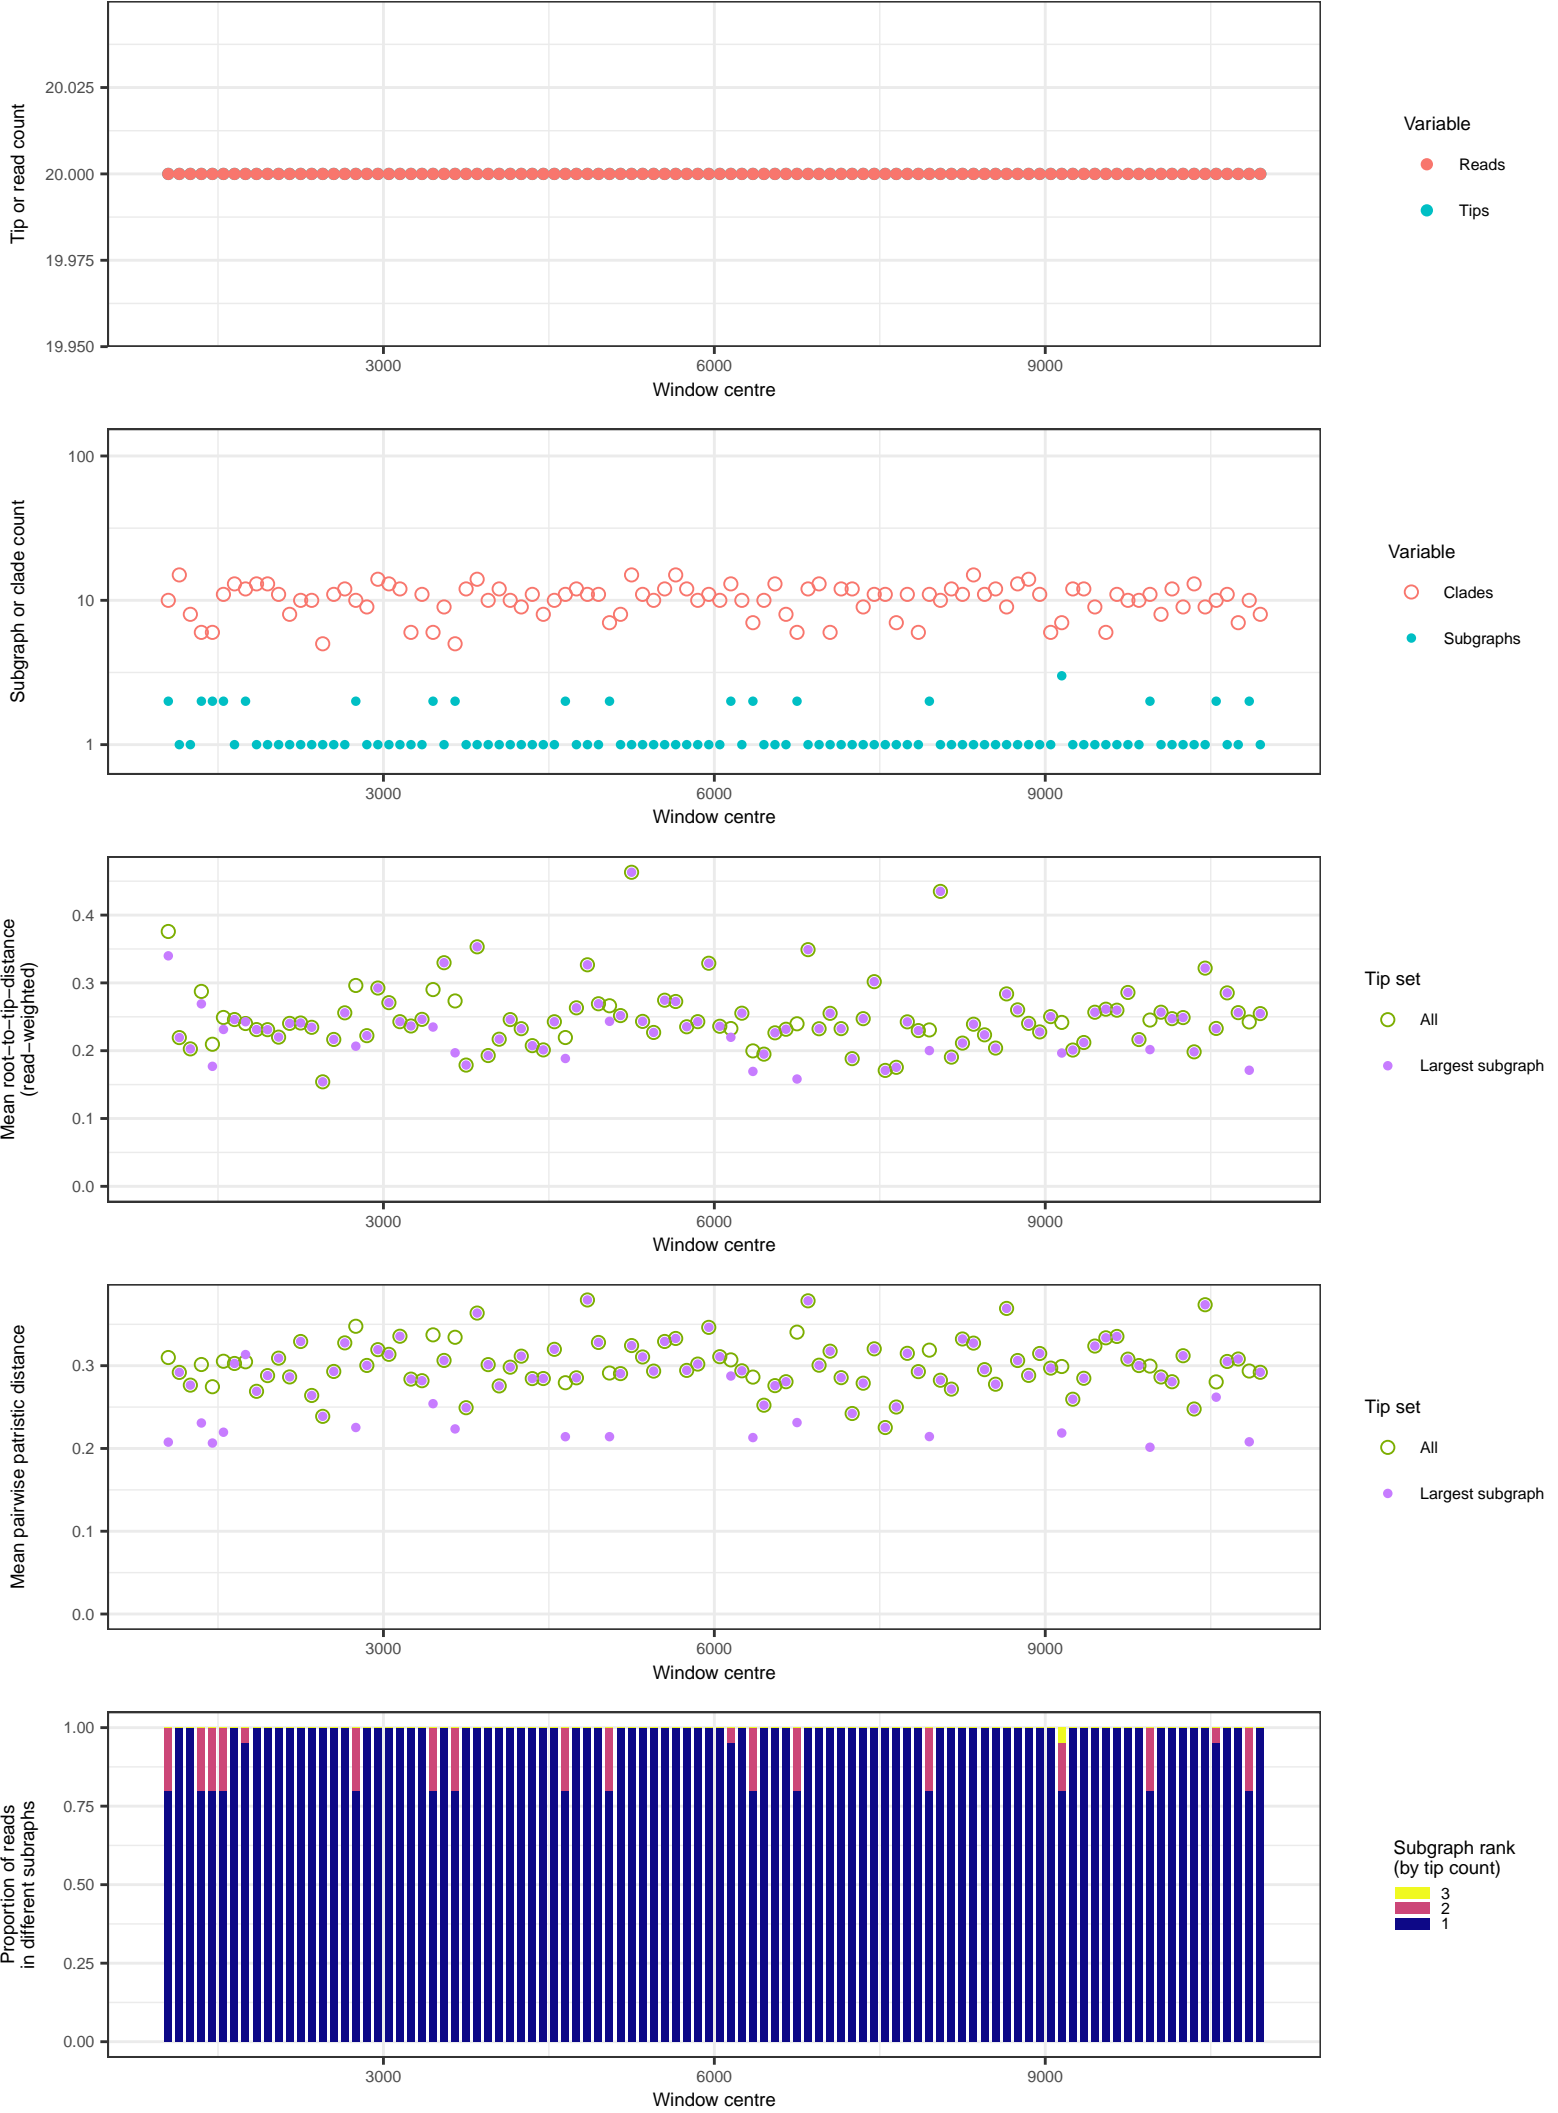 20.025
20.000
19.975
19.950
Tip or read count
3000 6000 9000
Window centre
Variable
Reads
Tips
100
10
1
Subgraph or clade count
3000 6000 9000
Window centre
Variable
Clades
Subgraphs
0.4
0.3
0.2
0.1
0.0
Mean root−to−tip−distance
(read−weighted)
3000 6000 9000
Window centre
Tip set
All
Largest subgraph
0.3
0.2
0.1
0.0
Mean pairwise patristic distance
3000 6000 9000
Window centre
Tip set
All
Largest subgraph
1.00
0.75
0.50
0.25
0.00
Proportion of reads
in different subraphs
3000 6000 9000
Window centre
Subgraph rank
(by tip count)
3
2
1